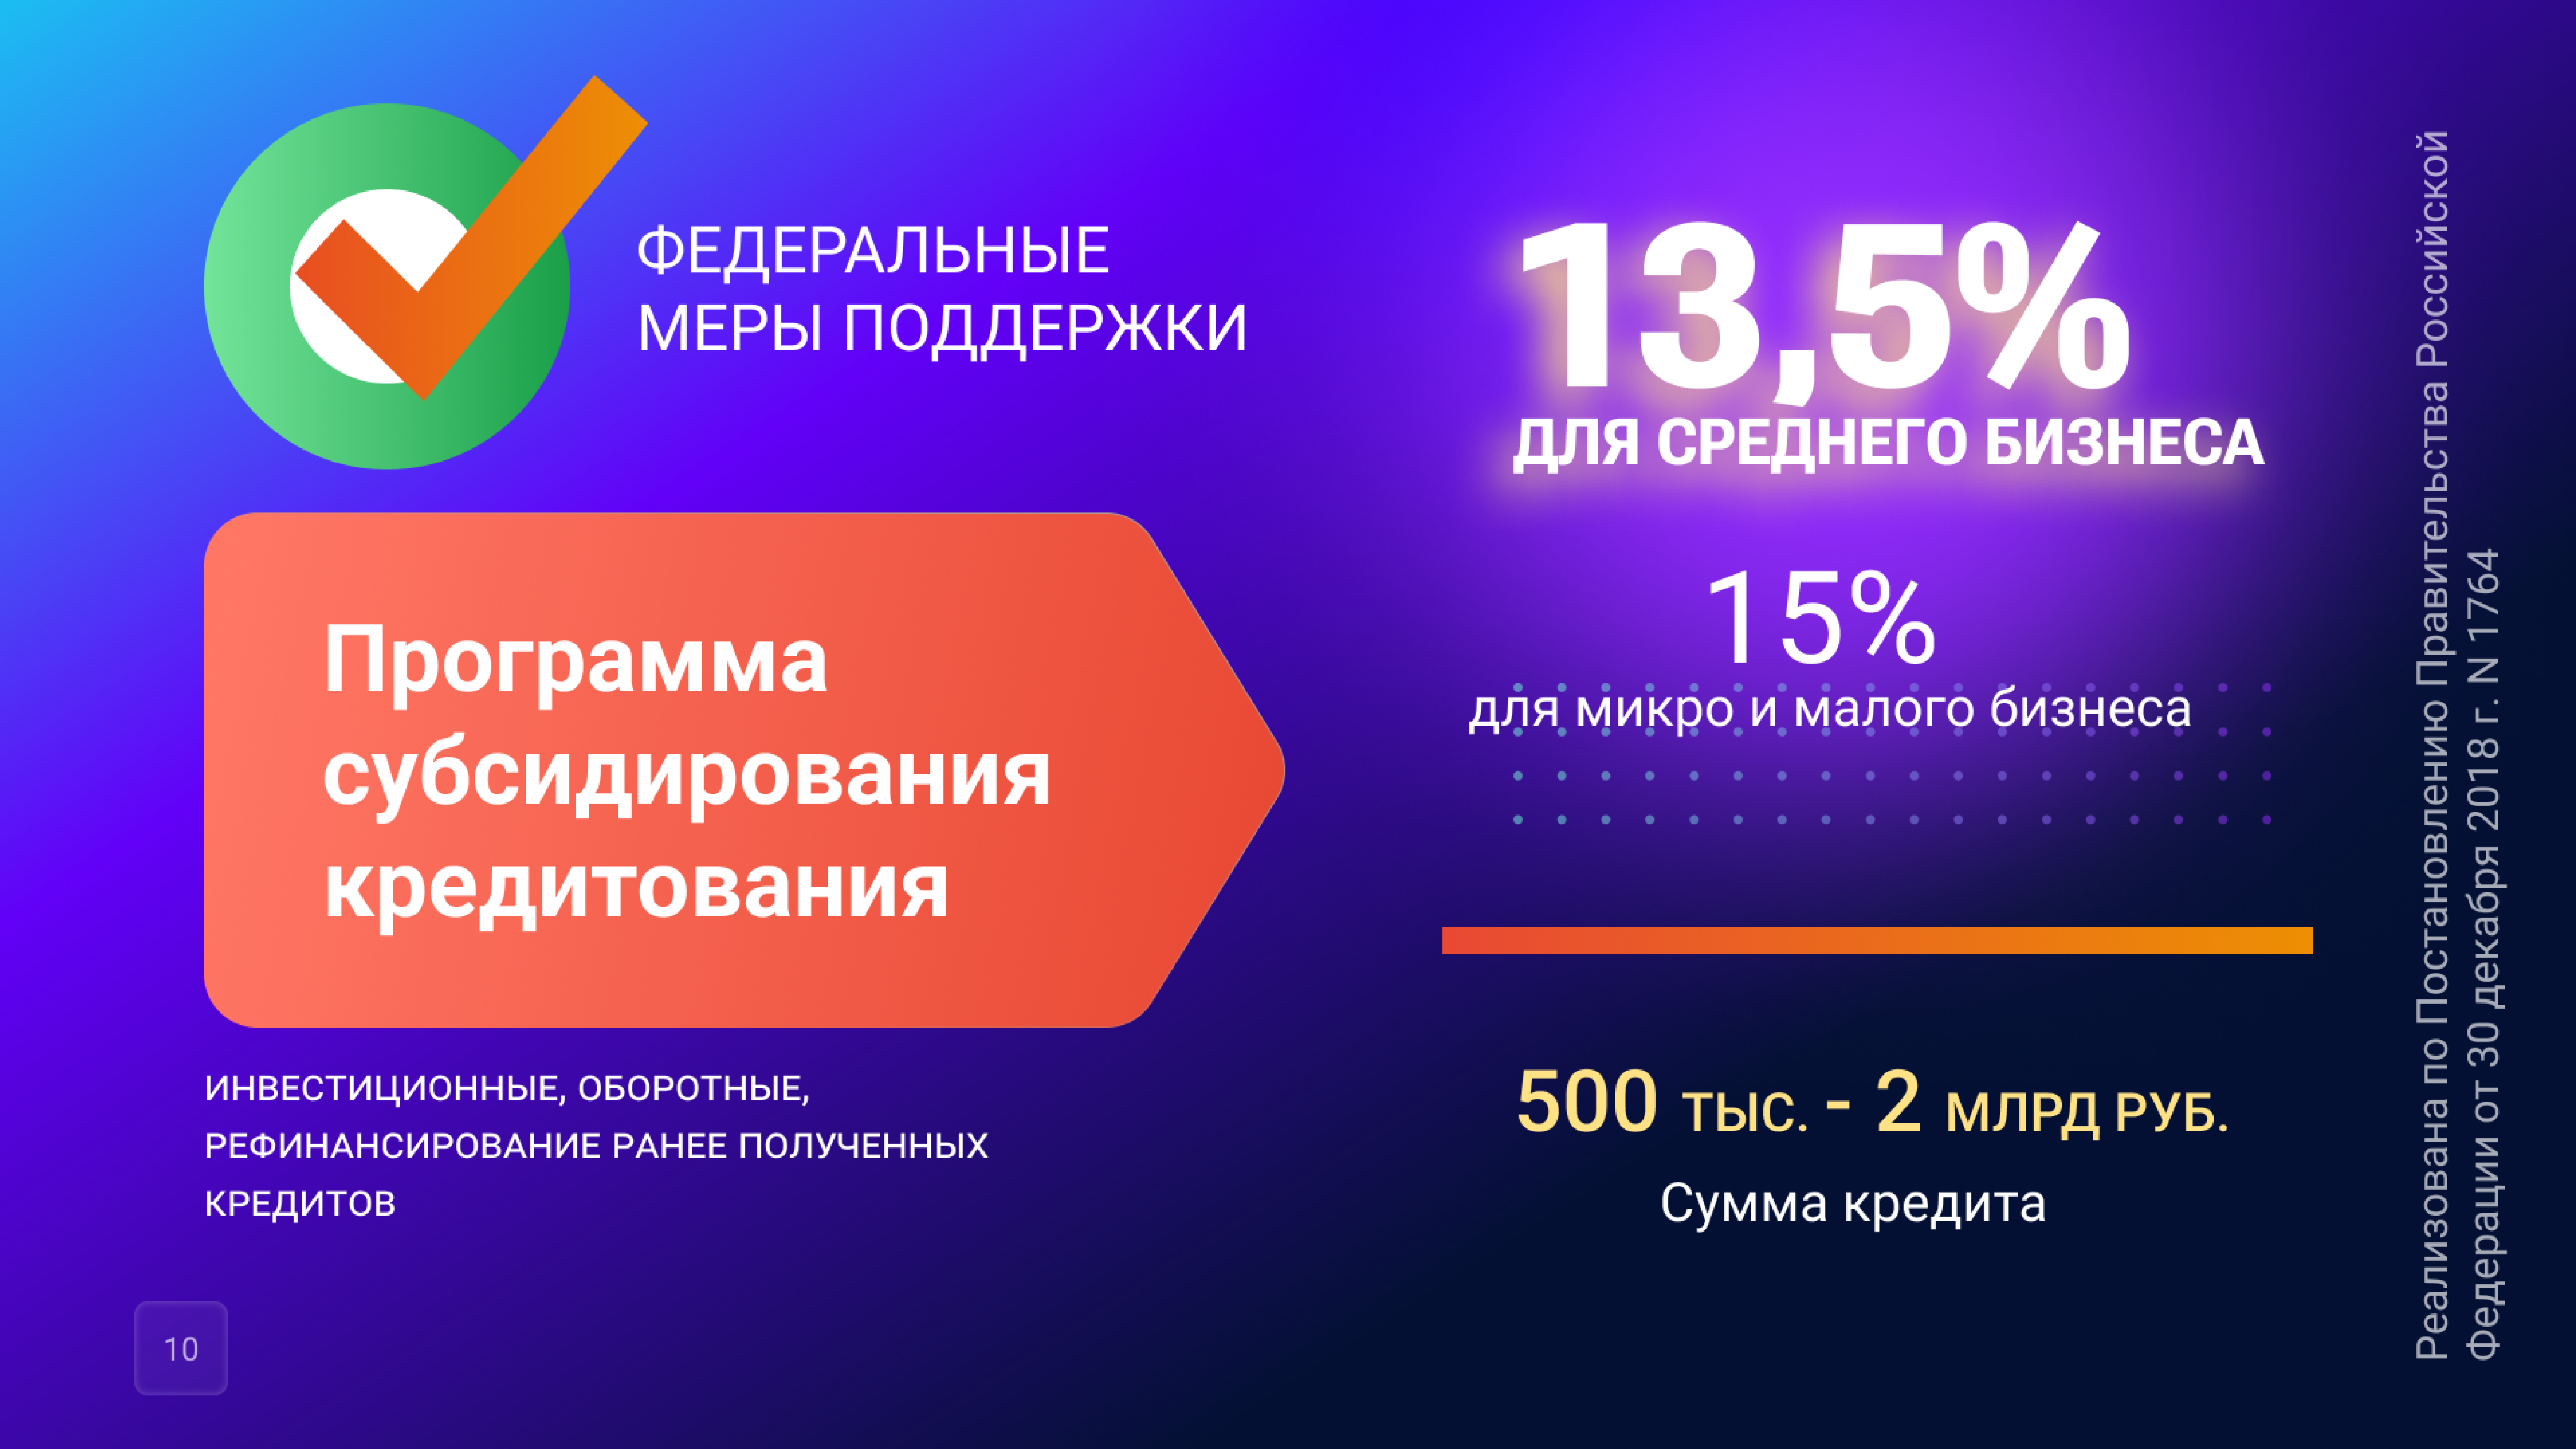 ФЕДЕРАЛЬНЫЕ
МЕРЫ ПОДДЕРЖКИ
Программа
субсидирования
кредитования
ИНВЕСТИЦИОННЫЕ, ОБОРОТНЫЕ,
РЕФИНАНСИРОВАНИЕ РАНЕЕ ПОЛУЧЕННЫХ
КРЕДИТОВ
10
13,5%
ДЛЯ СРЕДНЕГО БИЗНЕСА
15%
для микро и малого бизнеса
500 ТЫС. - 2 МЛРД РУБ.
Сумма кредита
Реализована по Постановлению Правительства Российской
Федерации от 30 декабря 2018 г. N 1764